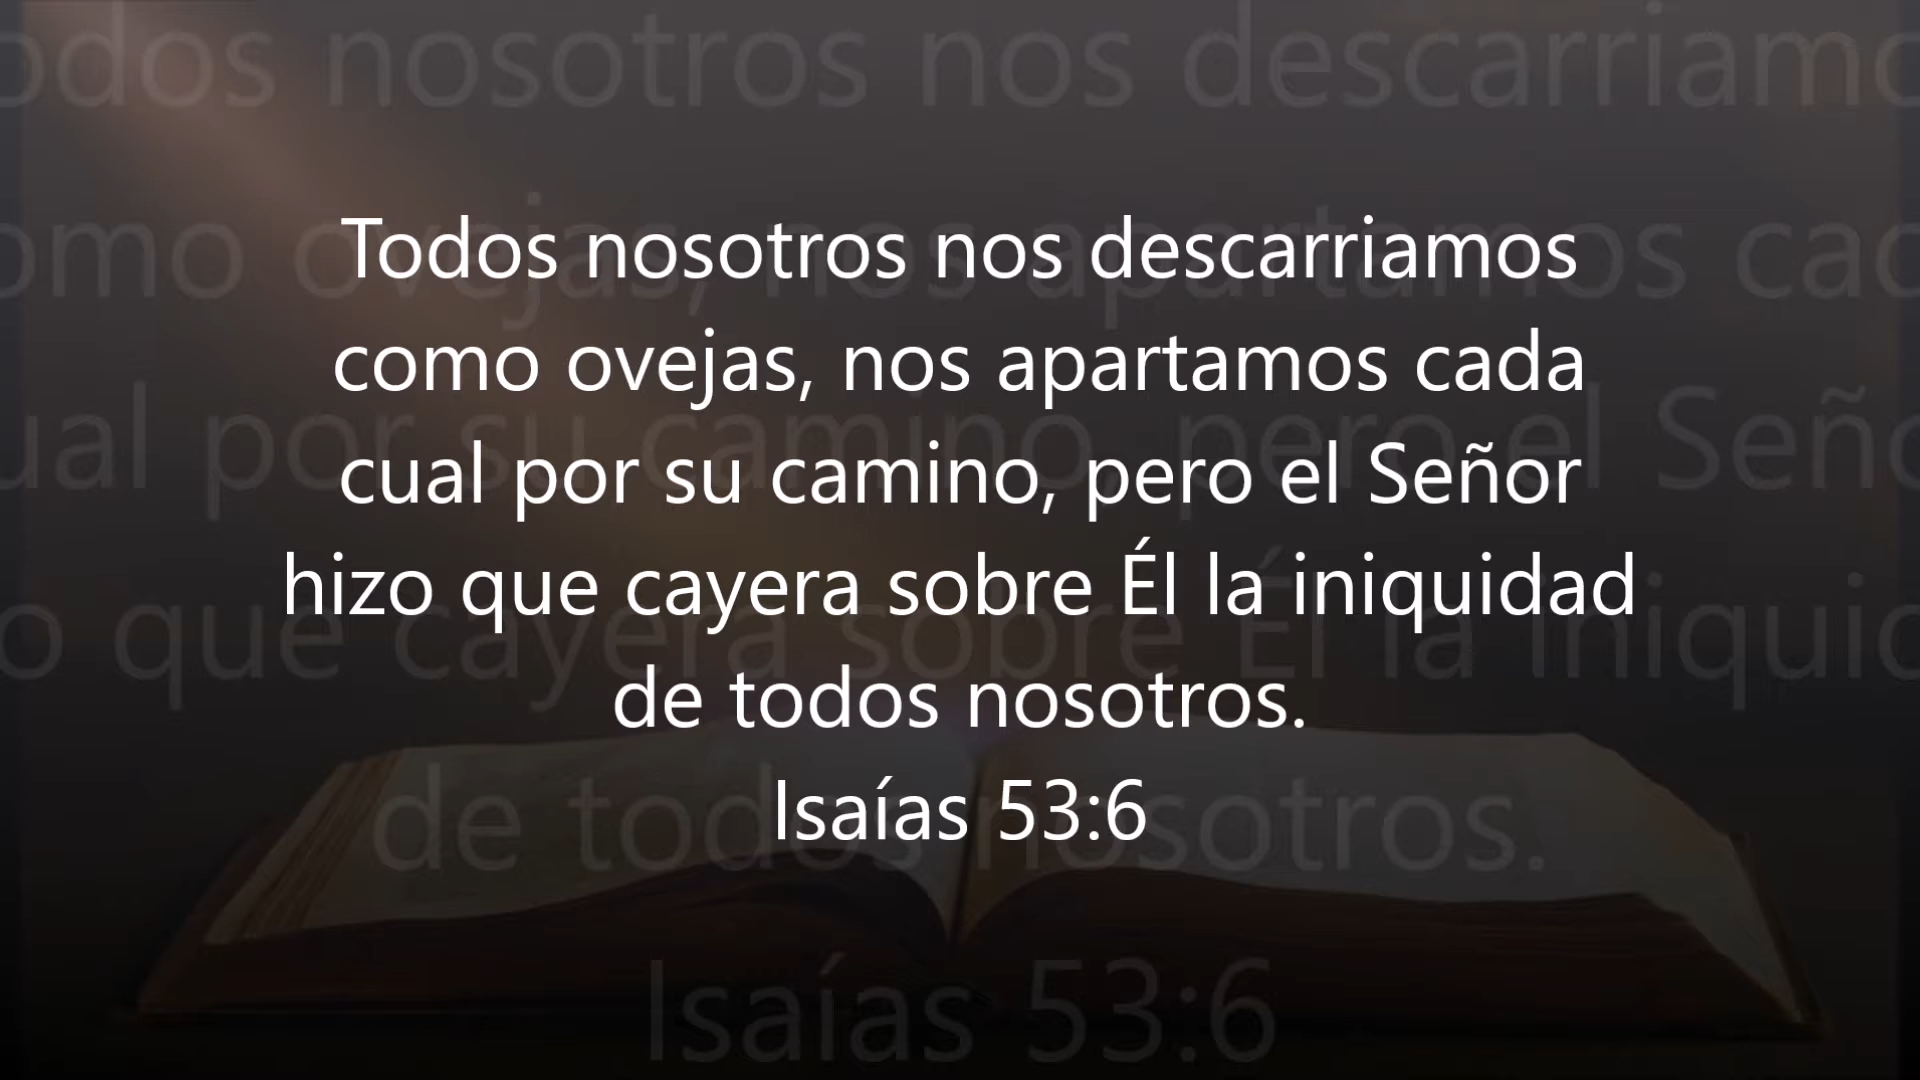 Todos nosotros nos descarriamos
como ovejas, nos apartamos cada
cual por su camino, pero el Señor
hizo que cayera sobre Él la iniquidad
de todos nosotros.
Isaías 53:6